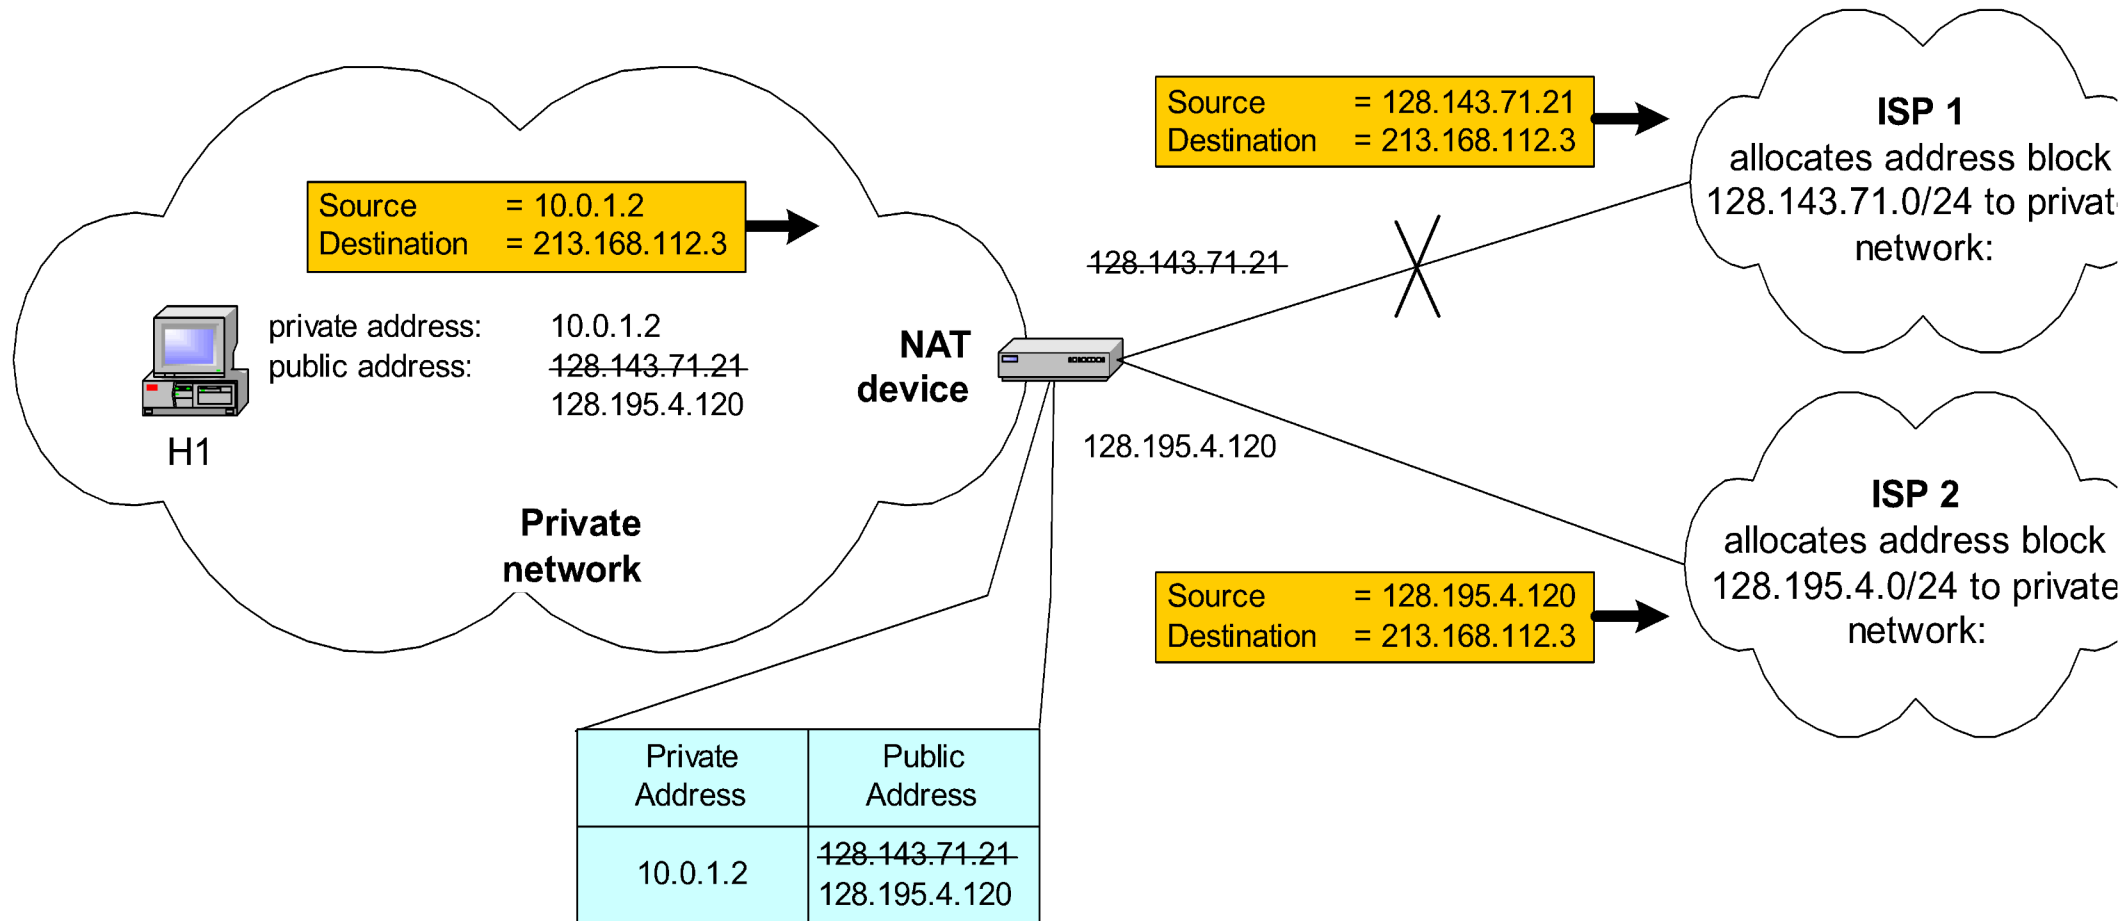 Source = 128.143.71.21
Destination = 213.168.112.3
ISP 1
allocates address block
128.143.71.0/24 to privat
network:
Source = 10.0.1.2
Destination = 213.168.112.3
128.143.71.21
private address: 10.0.1.2
public address: 128.143.71.21
128.195.4.120
H1
NAT
device
128.195.4.120
Private
network
ISP 2
allocates address block
128.195.4.0/24 to private
network:
Source = 128.195.4.120
Destination = 213.168.112.3
Private
Address
Public
Address
10.0.1.2
128.143.71.21
128.195.4.120